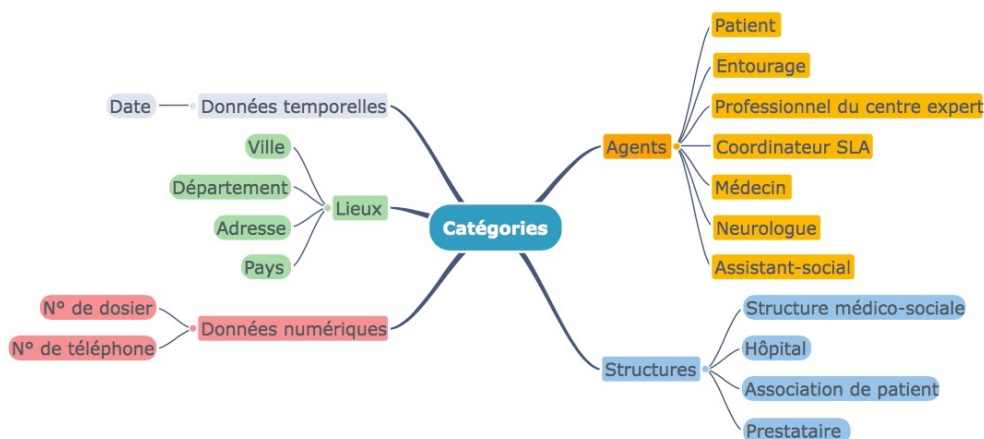 Catégories
Données temporelles
Date
Lieux
Ville
Département
Adresse
Pays
Données numériques
N° de dosier
N° de téléphone
Agents
Patient
Entourage
Professionnel du centre expert
Coordinateur SLA
Médecin
Neurologue
Assistant-social
Structures
Structure médico-sociale
Hôpital
Association de patient
Prestataire